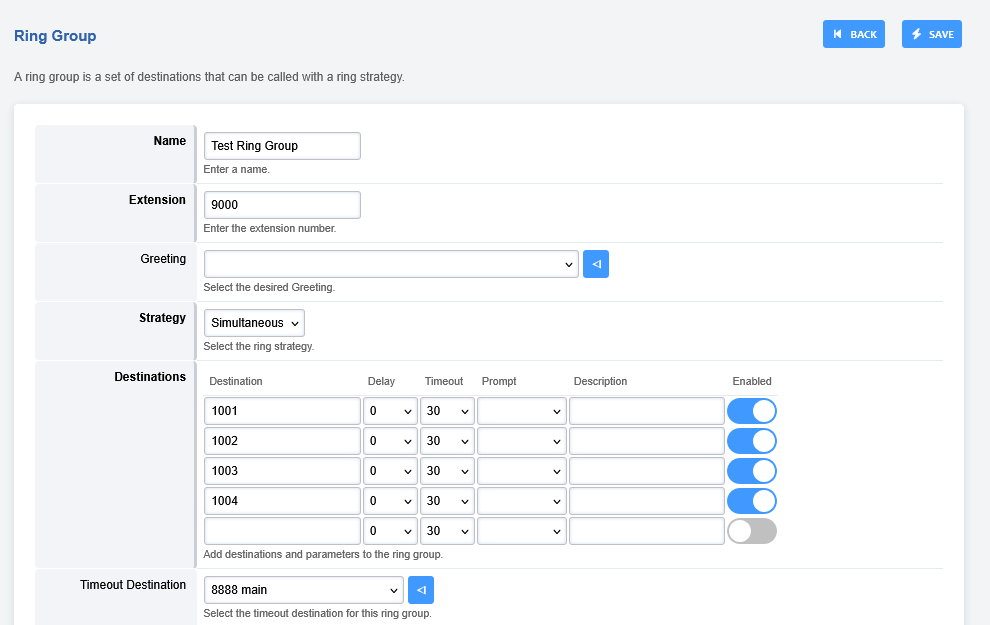 Ring Group
BACK
SAVE
A ring group is a set of destinations that can be called with a ring strategy.
Name
Test Ring Group
Enter a name.
Extension
9000
Enter the extension number.
Greeting
Select the desired Greeting.
Strategy
Simultaneous
Select the ring strategy.
Destinations
Destination Delay Timeout Prompt Description Enabled
1001 0 30
1002 0 30
1003 0 30
1004 0 30
0 30
Add destinations and parameters to the ring group.
Timeout Destination
8888 main
Select the timeout destination for this ring group.